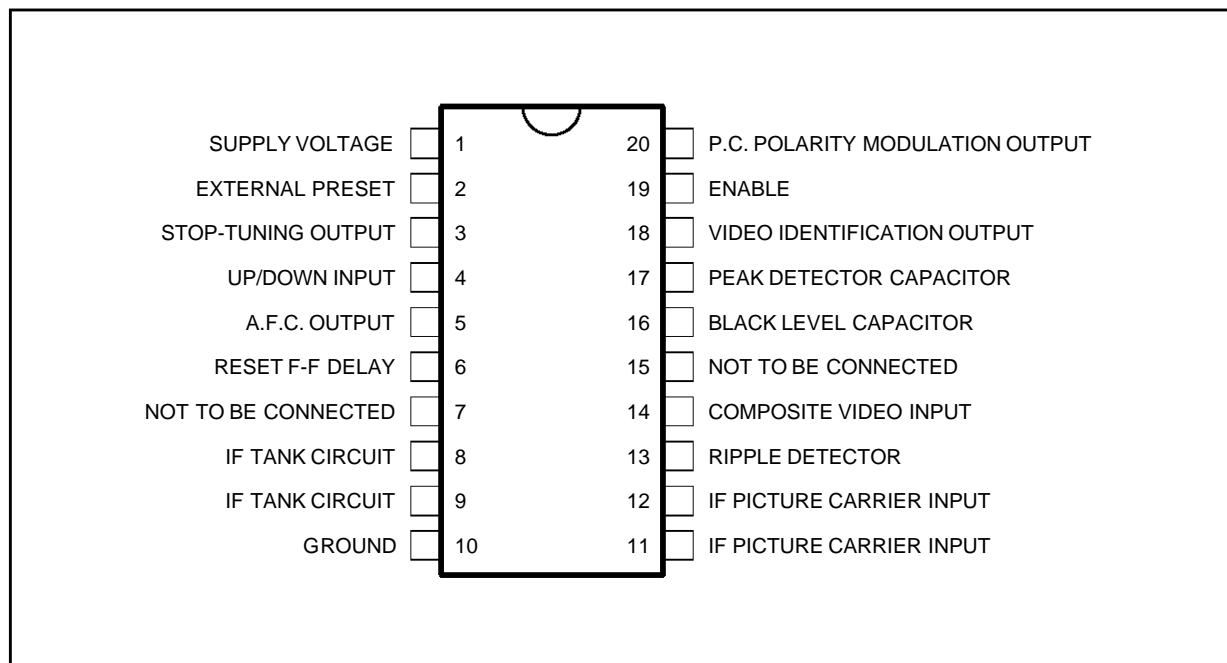 SUPPLY VOLTAGE 1 20 P.C. POLARITY MODULATION OUTPUT
EXTERNAL PRESET 2 19 ENABLE
STOP-TUNING OUTPUT 3 18 VIDEO IDENTIFICATION OUTPUT
UP/DOWN INPUT 4 17 PEAK DETECTOR CAPACITOR
A.F.C. OUTPUT 5 16 BLACK LEVEL CAPACITOR
RESET F-F DELAY 6 15 NOT TO BE CONNECTED
NOT TO BE CONNECTED 7 14 COMPOSITE VIDEO INPUT
IF TANK CIRCUIT 8 13 RIPPLE DETECTOR
IF TANK CIRCUIT 9 12 IF PICTURE CARRIER INPUT
GROUND 10 11 IF PICTURE CARRIER INPUT